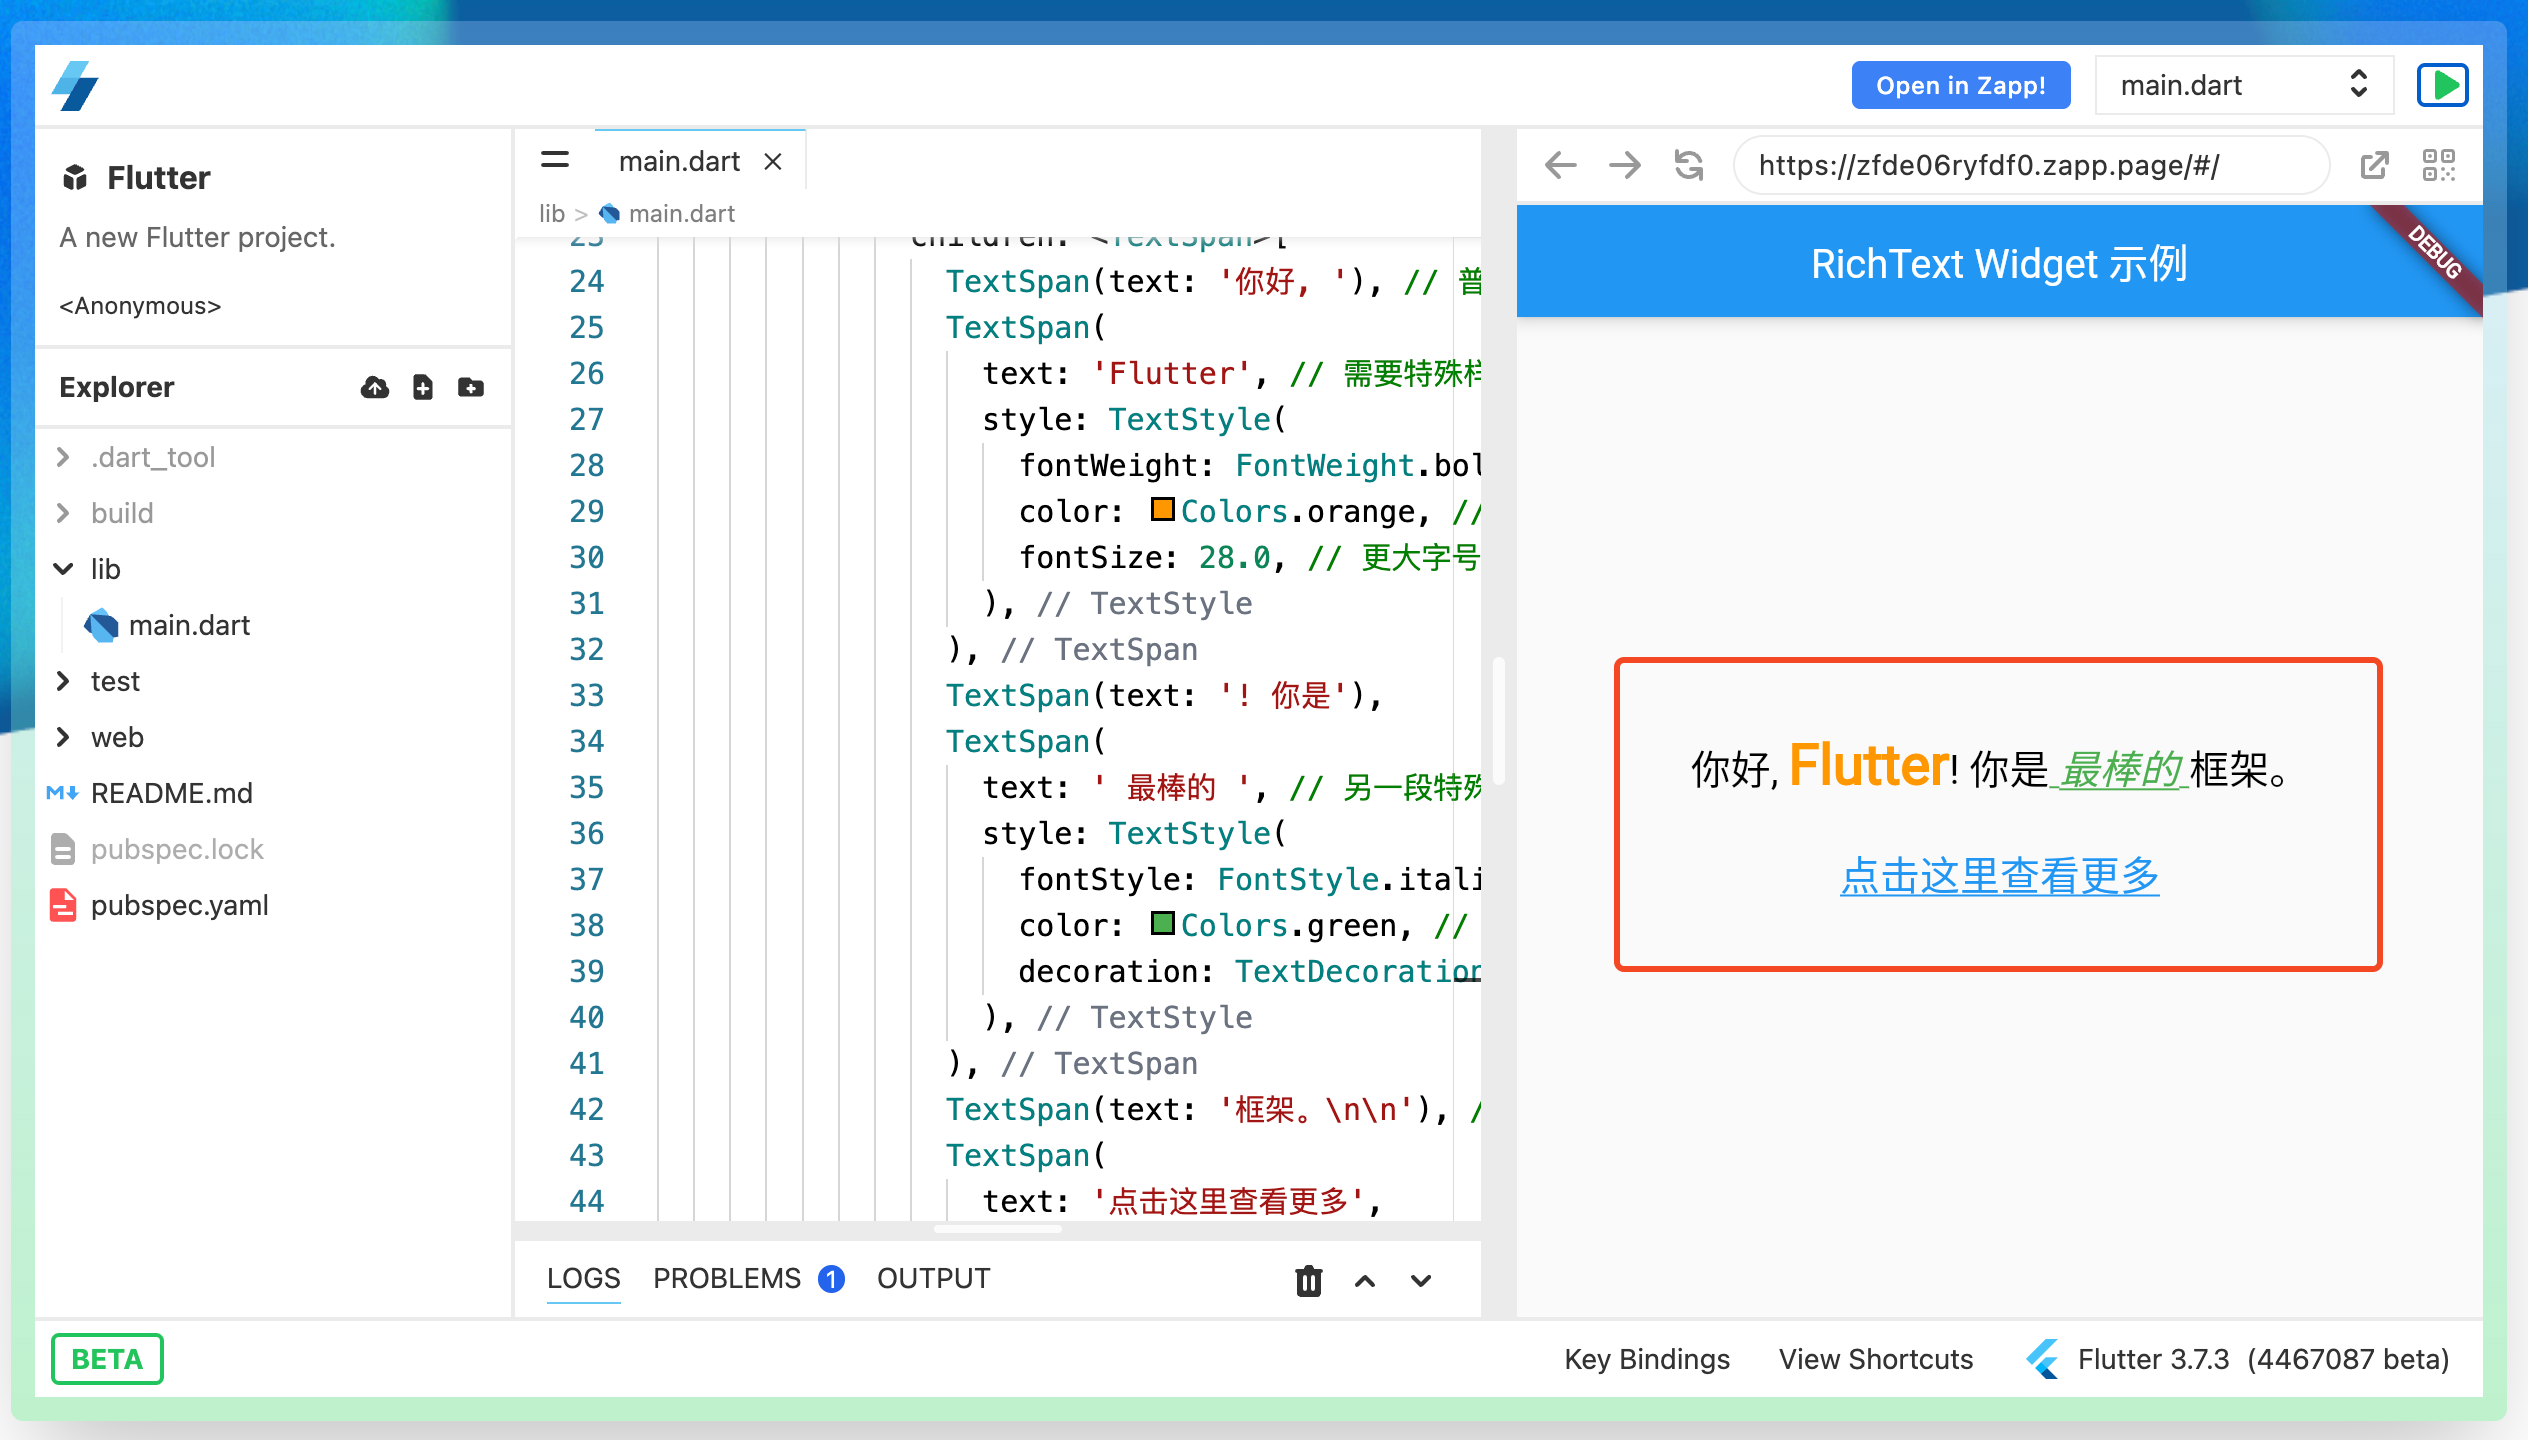 Open in Zapp!
main.dart
Flutter
A new Flutter project.
<Anonymous>
Explorer
.dart_tool
build
lib
main.dart
test
web
README.md
pubspec.lock
pubspec.yaml
main.dart
lib > main.dart
23 children: <TextSpan>[
24 TextSpan(text: '你好, '), // 普
25 TextSpan(
26 text: 'Flutter', // 需要特殊样
27 style: TextStyle(
28 fontWeight: FontWeight.bol
29 color: Colors.orange, //
30 fontSize: 28.0, // 更大字号
31 ), // TextStyle
32 ), // TextSpan
33 TextSpan(text: '! 你是'),
34 TextSpan(
35 text: ' 最棒的 ', // 另一段特殊
36 style: TextStyle(
37 fontStyle: FontStyle.itali
38 color: Colors.green, //
39 decoration: TextDecoration
40 ), // TextStyle
41 ), // TextSpan
42 TextSpan(text: '框架。\n\n'), /
43 TextSpan(
44 text: '点击这里查看更多',
LOGS PROBLEMS 1 OUTPUT
https://zfde06ryfdf0.zapp.page/#/
RichText Widget 示例
DEBUG
你好, Flutter! 你是 最棒的 框架。
点击这里查看更多
BETA
Key Bindings View Shortcuts Flutter 3.7.3 (4467087 beta)